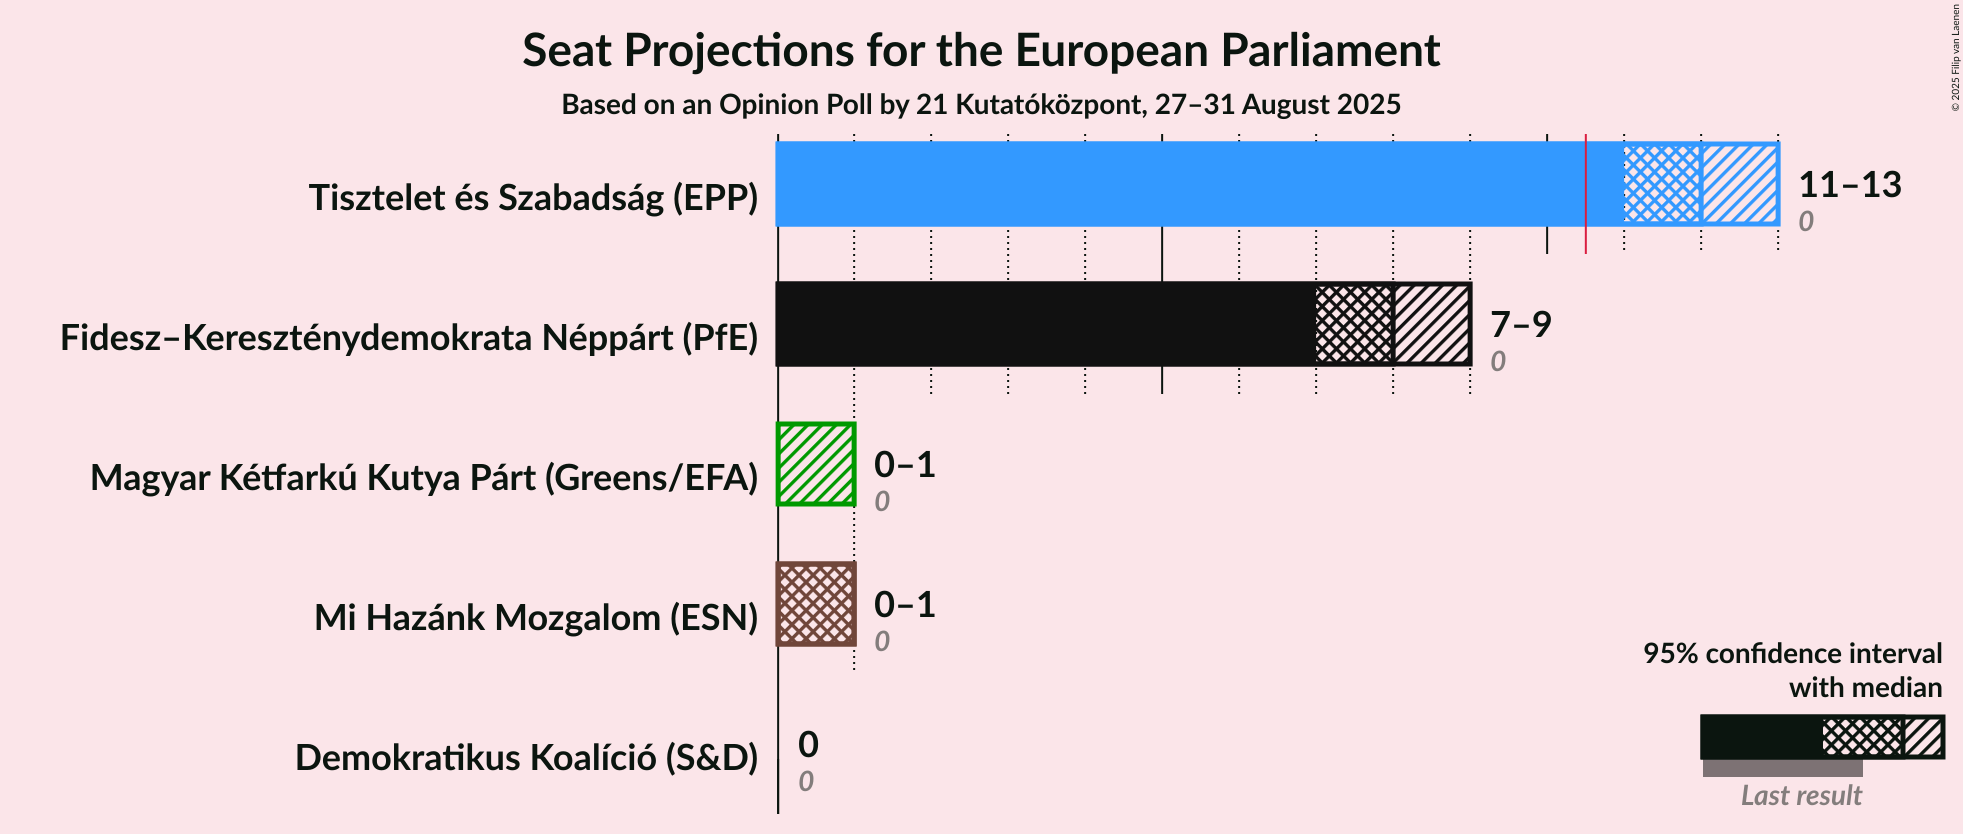 Seat Projections for the European Parliament
Based on an Opinion Poll by 21 Kutatóközpont, 27–31 August 2025
© 2025 Filip van Laenen
Tisztelet és Szabadság (EPP)
11–13
0
Fidesz–Kereszténydemokrata Néppárt (PfE)
7–9
0
Magyar Kétfarkú Kutya Párt (Greens/EFA)
0–1
0
Mi Hazánk Mozgalom (ESN)
0–1
0
Demokratikus Koalíció (S&D)
0
0
95% confidence interval
with median
Last result